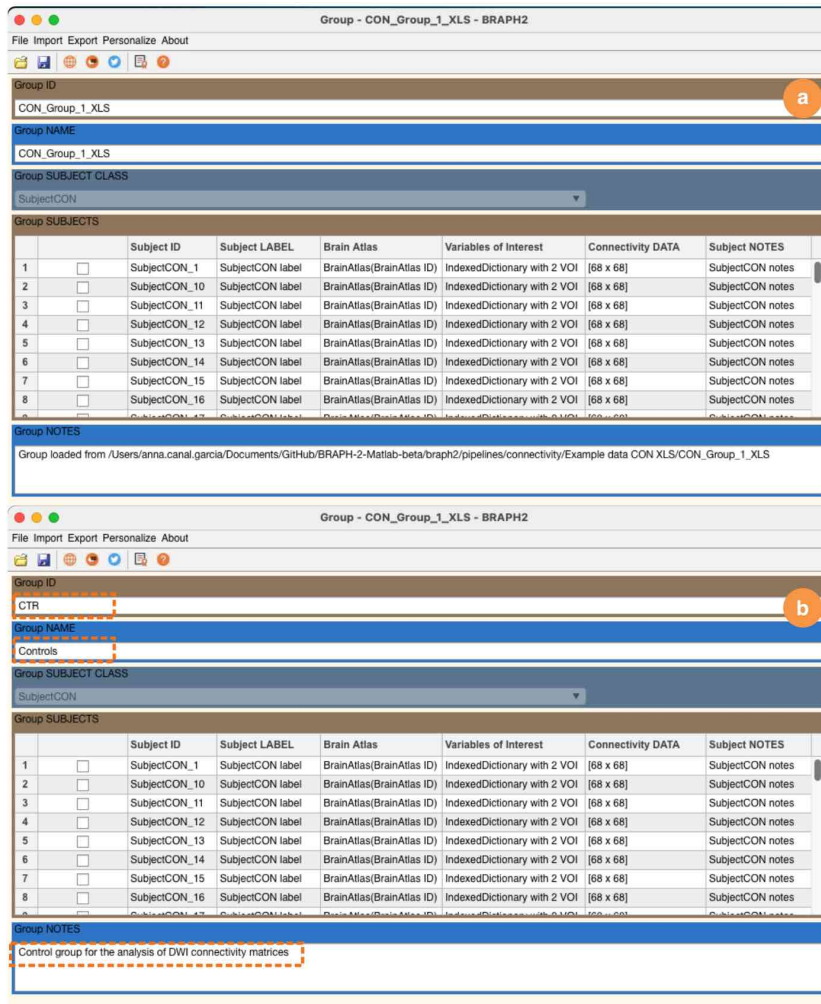 Group - CON_Group_1_XLS - BRAPH2
File Import Export Personalize About
Group ID
a
CON_Group_1_XLS
Group NAME
CON_Group_1_XLS
Group SUBJECT CLASS
SubjectCON
Group SUBJECTS
Subject ID Subject LABEL Brain Atlas Variables of Interest Connectivity DATA Subject NOTES
1 SubjectCON_1 SubjectCON label BrainAtlas(BrainAtlas ID) IndexedDictionary with 2 VOI [68 x 68] SubjectCON notes
2 SubjectCON_10 SubjectCON label BrainAtlas(BrainAtlas ID) IndexedDictionary with 2 VOI [68 x 68] SubjectCON notes
3 SubjectCON_11 SubjectCON label BrainAtlas(BrainAtlas ID) IndexedDictionary with 2 VOI [68 x 68] SubjectCON notes
4 SubjectCON_12 SubjectCON label BrainAtlas(BrainAtlas ID) IndexedDictionary with 2 VOI [68 x 68] SubjectCON notes
5 SubjectCON_13 SubjectCON label BrainAtlas(BrainAtlas ID) IndexedDictionary with 2 VOI [68 x 68] SubjectCON notes
6 SubjectCON_14 SubjectCON label BrainAtlas(BrainAtlas ID) IndexedDictionary with 2 VOI [68 x 68] SubjectCON notes
7 SubjectCON_15 SubjectCON label BrainAtlas(BrainAtlas ID) IndexedDictionary with 2 VOI [68 x 68] SubjectCON notes
8 SubjectCON_16 SubjectCON label BrainAtlas(BrainAtlas ID) IndexedDictionary with 2 VOI [68 x 68] SubjectCON notes
Group NOTES
Group loaded from /Users/anna.canal.garcia/Documents/GitHub/BRAPH-2-Matlab-beta/braph2/pipelines/connectivity/Example data CON XLS/CON_Group_1_XLS
Group - CON_Group_1_XLS - BRAPH2
File Import Export Personalize About
Group ID
b
CTR
Group NAME
Controls
Group SUBJECT CLASS
SubjectCON
Group SUBJECTS
Subject ID Subject LABEL Brain Atlas Variables of Interest Connectivity DATA Subject NOTES
1 SubjectCON_1 SubjectCON label BrainAtlas(BrainAtlas ID) IndexedDictionary with 2 VOI [68 x 68] SubjectCON notes
2 SubjectCON_10 SubjectCON label BrainAtlas(BrainAtlas ID) IndexedDictionary with 2 VOI [68 x 68] SubjectCON notes
3 SubjectCON_11 SubjectCON label BrainAtlas(BrainAtlas ID) IndexedDictionary with 2 VOI [68 x 68] SubjectCON notes
4 SubjectCON_12 SubjectCON label BrainAtlas(BrainAtlas ID) IndexedDictionary with 2 VOI [68 x 68] SubjectCON notes
5 SubjectCON_13 SubjectCON label BrainAtlas(BrainAtlas ID) IndexedDictionary with 2 VOI [68 x 68] SubjectCON notes
6 SubjectCON_14 SubjectCON label BrainAtlas(BrainAtlas ID) IndexedDictionary with 2 VOI [68 x 68] SubjectCON notes
7 SubjectCON_15 SubjectCON label BrainAtlas(BrainAtlas ID) IndexedDictionary with 2 VOI [68 x 68] SubjectCON notes
8 SubjectCON_16 SubjectCON label BrainAtlas(BrainAtlas ID) IndexedDictionary with 2 VOI [68 x 68] SubjectCON notes
Group NOTES
Control group for the analysis of DWI connectivity matrices